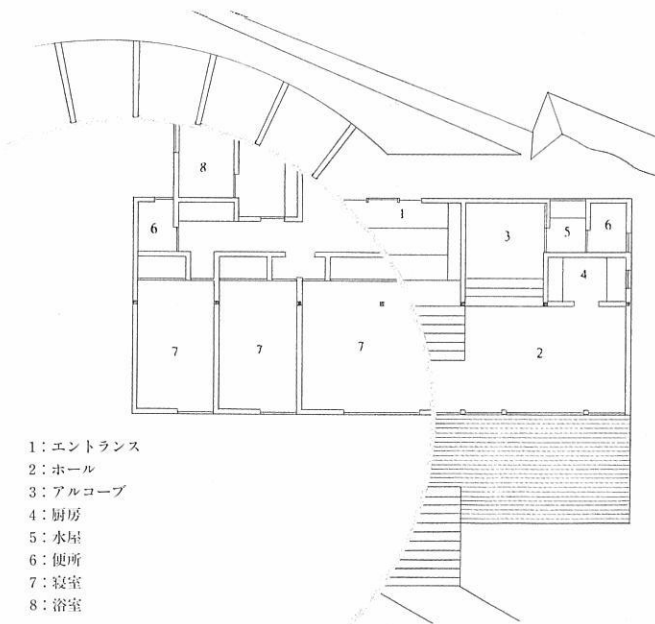 8
1
6
3
5
6
4
7
7
7
2
1：エントランス
2：ホール
3：アルコーブ
4：厨房
5：水屋
6：便所
7：寝室
8：浴室